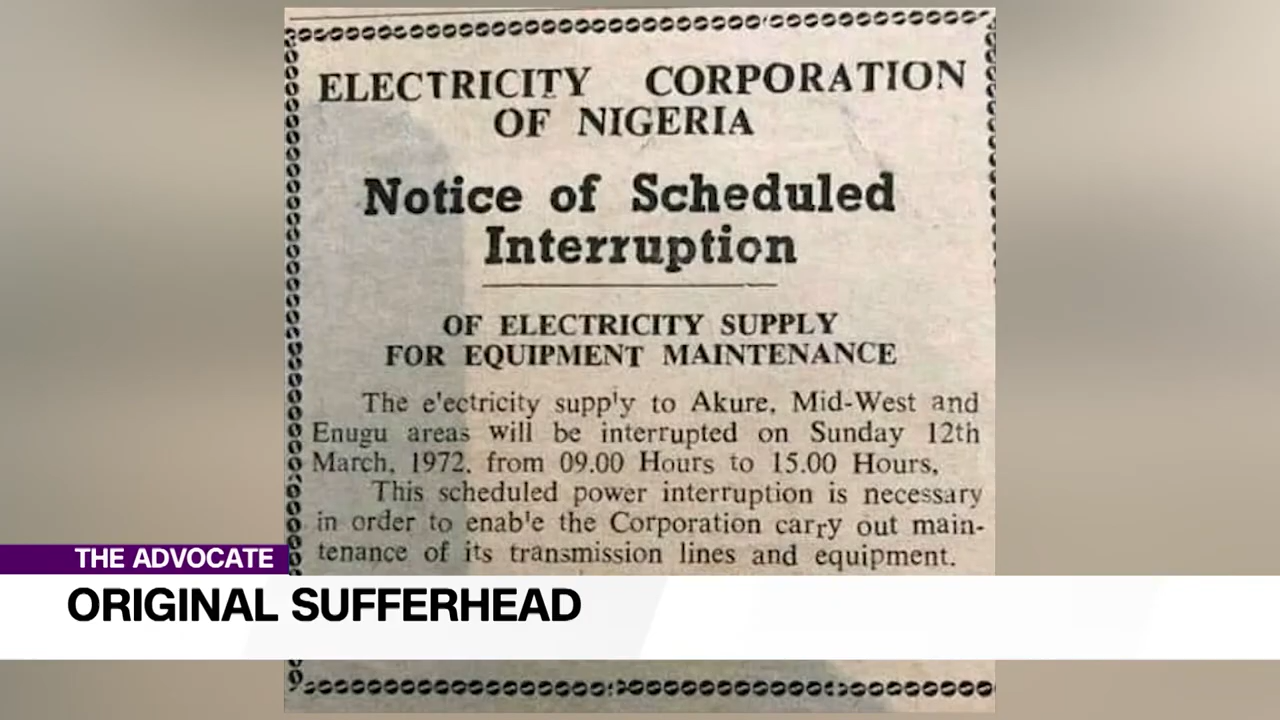 ELECTRICITY CORPORATION
OF NIGERIA
Notice of Scheduled
Interruption
OF ELECTRICITY SUPPLY
FOR EQUIPMENT MAINTENANCE
The e'ectricity supp'y to Akure, Mid-West and
Enugu areas will be interrupted on Sunday 12th
March, 1972, from 09.00 Hours to 15.00 Hours,
This scheduled power interruption is necessary
in order to enab'e the Corporation carry out main-
tenance of its transmission lines and equipment.
THE ADVOCATE
ORIGINAL SUFFERHEAD